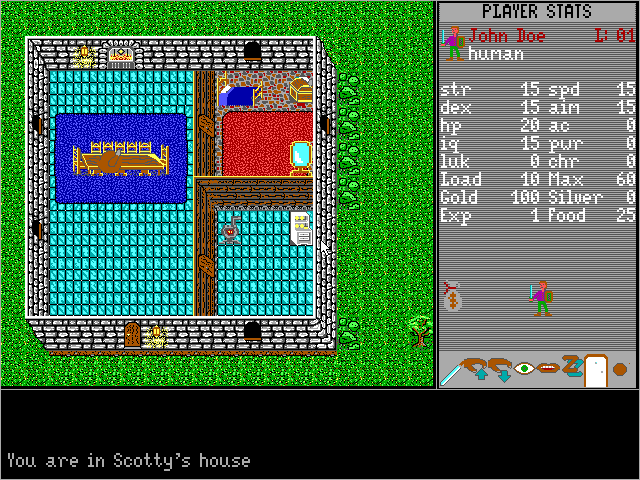 PLAYER STATS
John Doe L: 01
human
str 15 spd 15
dex 15 aim 15
hp 20 ac 0
iq 15 pwr 0
luk 0 chr 0
Load 10 Max 60
Gold 100 Silver 0
Exp 1 Food 25
$
Z
You are in Scotty's house